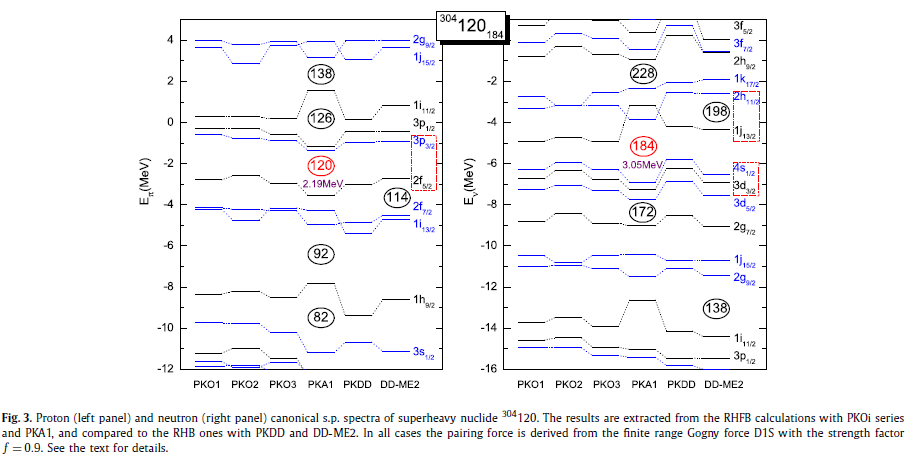 ³⁰⁴120₁₈₄
4
2
0
-2
-4
-6
-8
-10
-12
E_π(MeV)
138
126
120
2.19MeV
114
92
82
2g₉/₂
1j₁₅/₂
1i₁₁/₂
3p₁/₂
3p₃/₂
2f₅/₂
2f₇/₂
1i₁₃/₂
1h₉/₂
3s₁/₂
PKO1 PKO2 PKO3 PKA1 PKDD DD-ME2
4
2
0
-2
-4
-6
-8
-10
-12
-14
-16
E_ν(MeV)
228
198
184
3.05MeV
172
138
3f₅/₂
3f₇/₂
2h₉/₂
1k₁₇/₂
2h₁₁/₂
1j₁₃/₂
4s₁/₂
3d₃/₂
3d₅/₂
2g₇/₂
1j₁₅/₂
2g₉/₂
1i₁₁/₂
3p₁/₂
PKO1 PKO2 PKO3 PKA1 PKDD DD-ME2
Fig. 3. Proton (left panel) and neutron (right panel) canonical s.p. spectra of superheavy nuclide ³⁰⁴120. The results are extracted from the RHFB calculations with PKOi series
and PKA1, and compared to the RHB ones with PKDD and DD-ME2. In all cases the pairing force is derived from the finite range Gogny force D1S with the strength factor
f = 0.9. See the text for details.